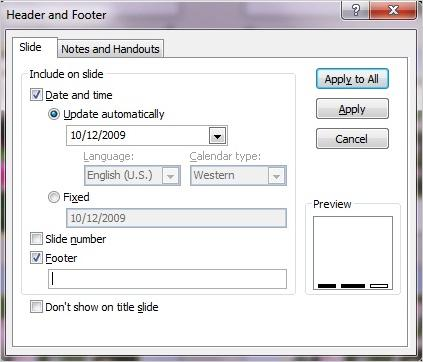 Header and Footer
Slide
Notes and Handouts
Include on slide
Date and time
Update automatically
10/12/2009
Language:
Calendar type:
English (U.S.)
Western
Fixed
10/12/2009
Slide number
Footer
Don't show on title slide
Apply to All
Apply
Cancel
Preview